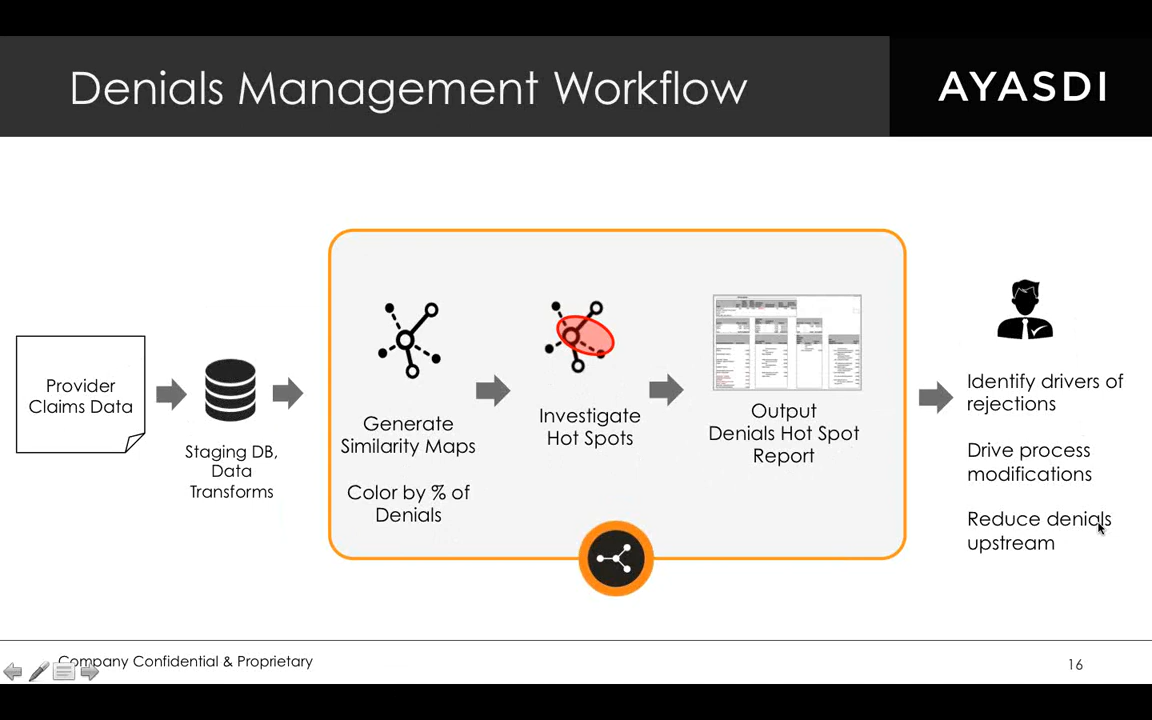 Denials Management Workflow
AYASDI
Provider
Claims Data
Staging DB,
Data
Transforms
Generate
Similarity Maps
Color by % of
Denials
Investigate
Hot Spots
Output
Denials Hot Spot
Report
Identify drivers of
rejections
Drive process
modifications
Reduce denials
upstream
Company Confidential & Proprietary
16